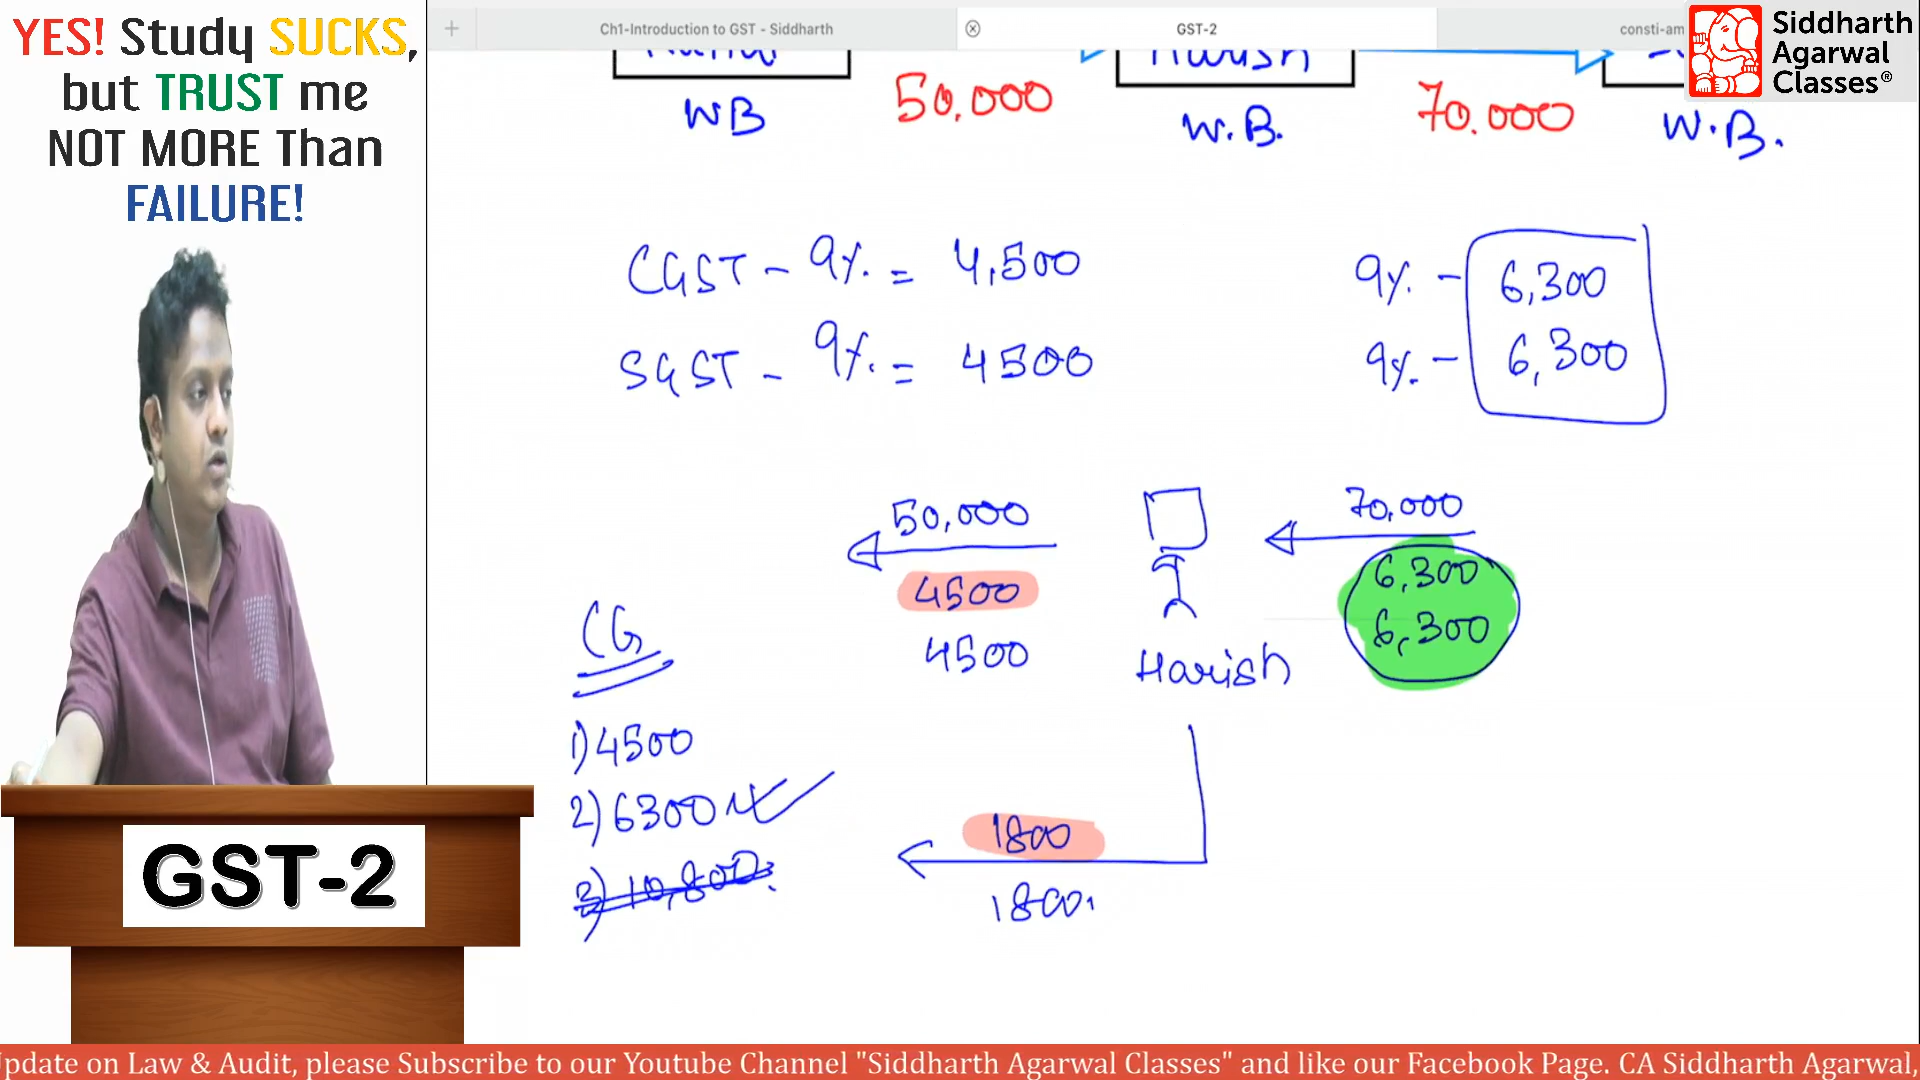 YES! Study SUCKS,
but TRUST me
NOT MORE Than
FAILURE!
Ch1-Introduction to GST - Siddharth
GST-2
consti-am
Siddharth
Agarwal
Classes®
Harish
WB
50,000
W.B.
70.000
W.B.
CGST - 9%. = 4,500
SGST - 9%. = 4500
9%. - 6,300
9%. - 6,300
50,000
4500
4500
Harish
70,000
6,300
6,300
CG
1) 4500
2) 6300
3) 10,800.
1800
1800.
GST-2
Update on Law & Audit, please Subscribe to our Youtube Channel "Siddharth Agarwal Classes" and like our Facebook Page. CA Siddharth Agarwal,